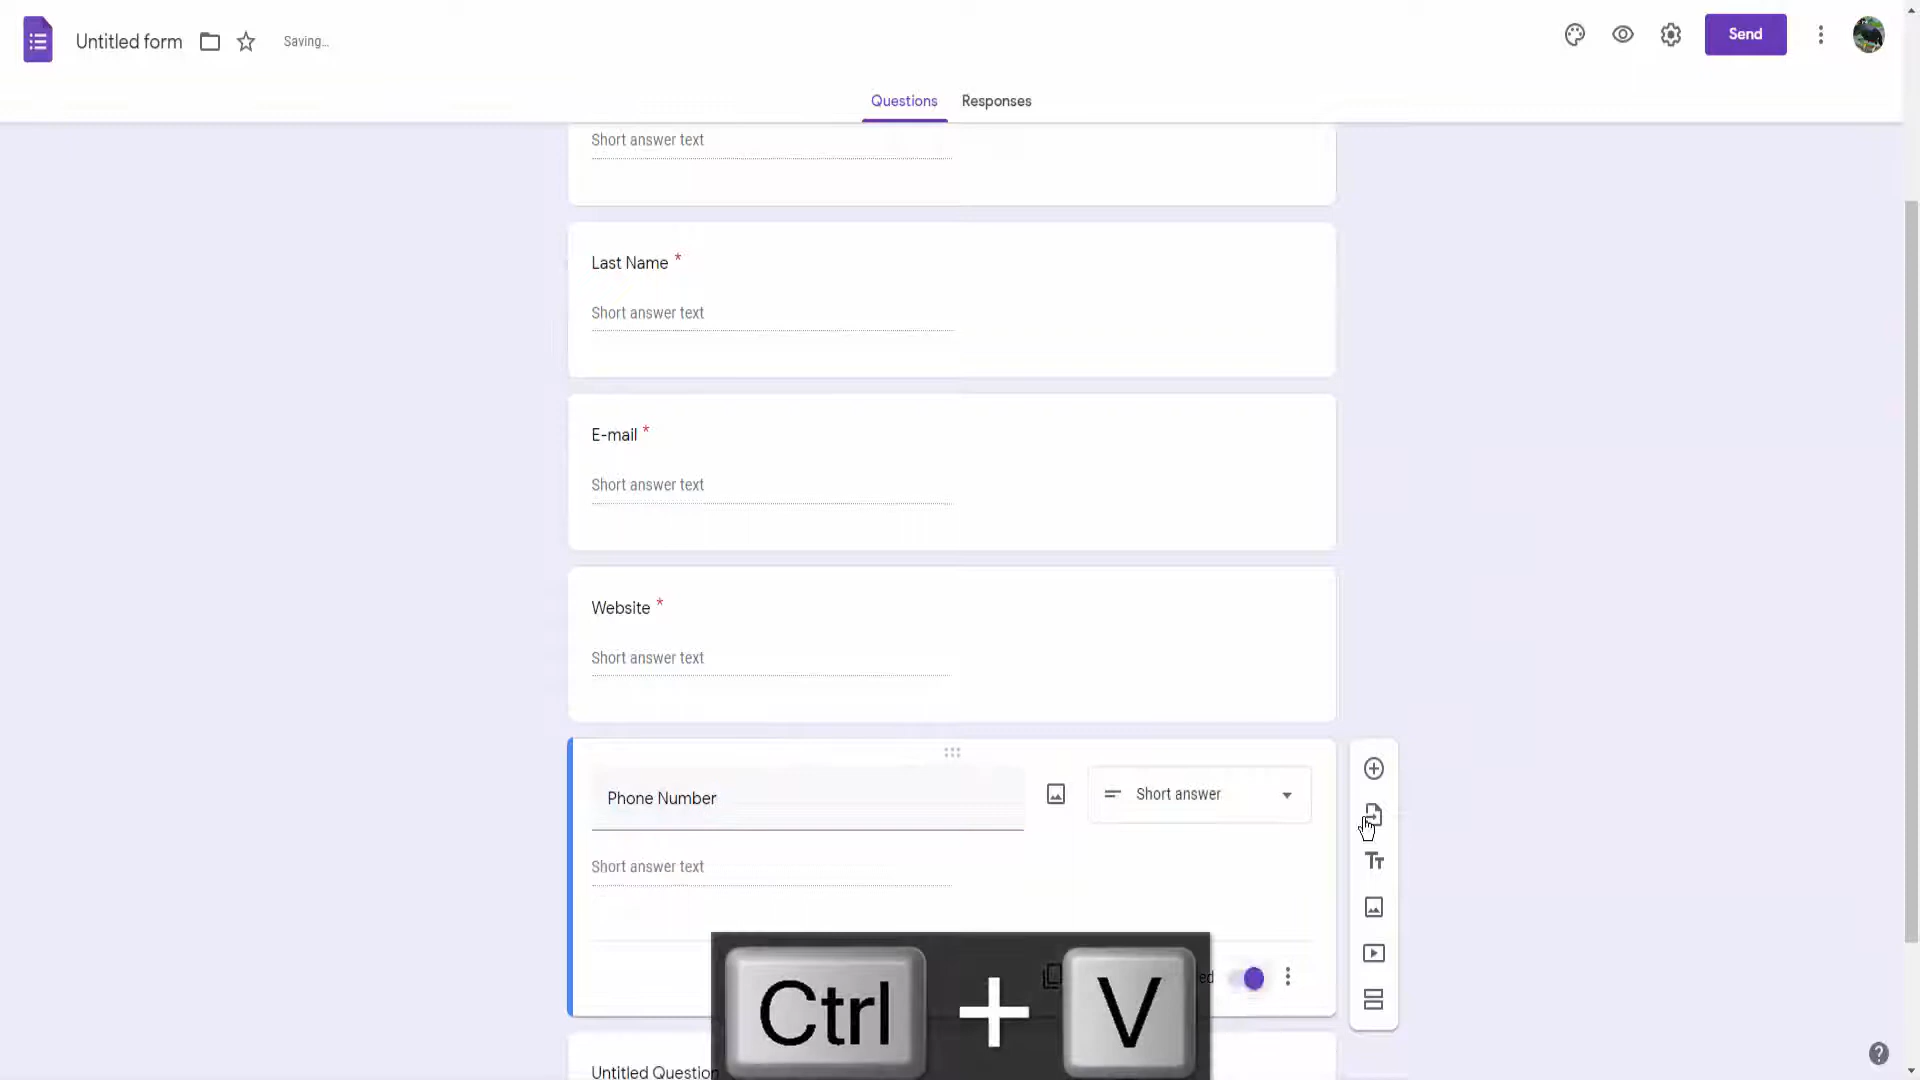 Untitled form
Saving...
Send
Questions
Responses
Short answer text
Last Name *
Short answer text
E-mail *
Short answer text
Website *
Short answer text
Phone Number
Short answer
Short answer text
ed
Ctrl + V
Untitled Question